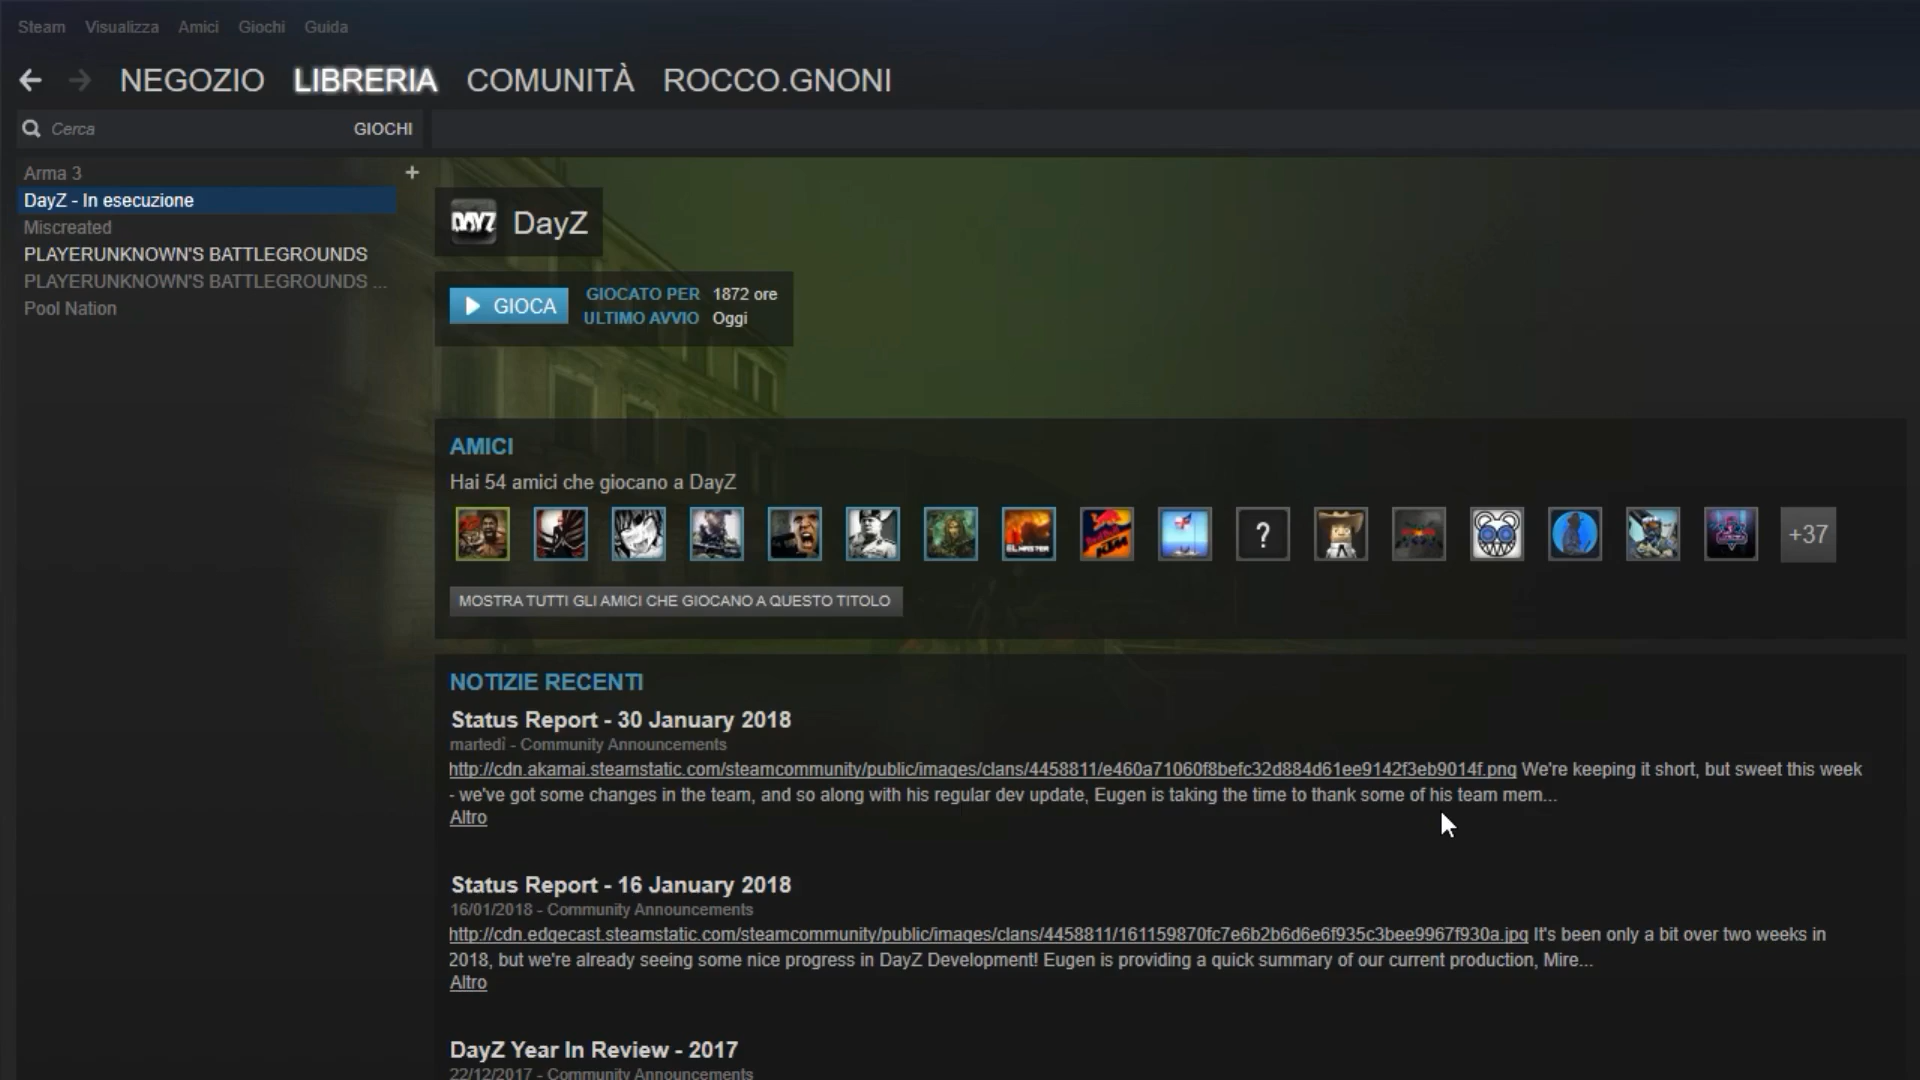 Steam Visualizza Amici Giochi Guida
NEGOZIO LIBRERIA COMUNITÀ ROCCO.GNONI
Cerca GIOCHI
Arma 3 +
DayZ - In esecuzione
Miscreated
PLAYERUNKNOWN'S BATTLEGROUNDS
PLAYERUNKNOWN'S BATTLEGROUNDS ...
Pool Nation
DAYZ DayZ
GIOCA
GIOCATO PER 1872 ore
ULTIMO AVVIO Oggi
AMICI
Hai 54 amici che giocano a DayZ
? +37
MOSTRA TUTTI GLI AMICI CHE GIOCANO A QUESTO TITOLO
NOTIZIE RECENTI
Status Report - 30 January 2018
martedì - Community Announcements
http://cdn.akamai.steamstatic.com/steamcommunity/public/images/clans/4458811/e460a71060f8befc32d884d61ee9142f3eb9014f.png We're keeping it short, but sweet this week
- we've got some changes in the team, and so along with his regular dev update, Eugen is taking the time to thank some of his team mem...
Altro
Status Report - 16 January 2018
16/01/2018 - Community Announcements
http://cdn.edgecast.steamstatic.com/steamcommunity/public/images/clans/4458811/161159870fc7e6b2b6d6e6f935c3bee9967f930a.jpg It's been only a bit over two weeks in
2018, but we're already seeing some nice progress in DayZ Development! Eugen is providing a quick summary of our current production, Mire...
Altro
DayZ Year In Review - 2017
22/12/2017 - Community Announcements